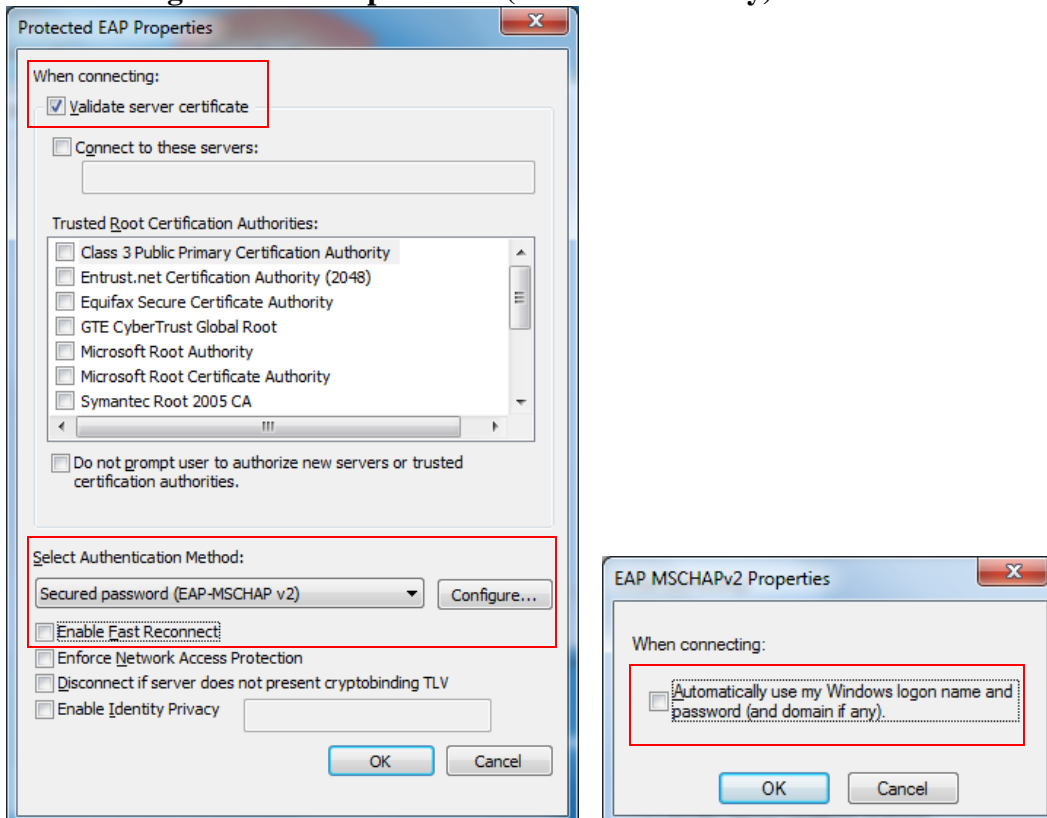 Protected EAP Properties
When connecting:
Validate server certificate
Connect to these servers:
Trusted Root Certification Authorities:
Class 3 Public Primary Certification Authority
Entrust.net Certification Authority (2048)
Equifax Secure Certificate Authority
GTE CyberTrust Global Root
Microsoft Root Authority
Microsoft Root Certificate Authority
Symantec Root 2005 CA
Do not prompt user to authorize new servers or trusted
certification authorities.
Select Authentication Method:
Secured password (EAP-MSCHAP v2) Configure...
Enable Fast Reconnect
Enforce Network Access Protection
Disconnect if server does not present cryptobinding TLV
Enable Identity Privacy
OK Cancel
EAP MSCHAPv2 Properties
When connecting:
Automatically use my Windows logon name and
password (and domain if any).
OK Cancel